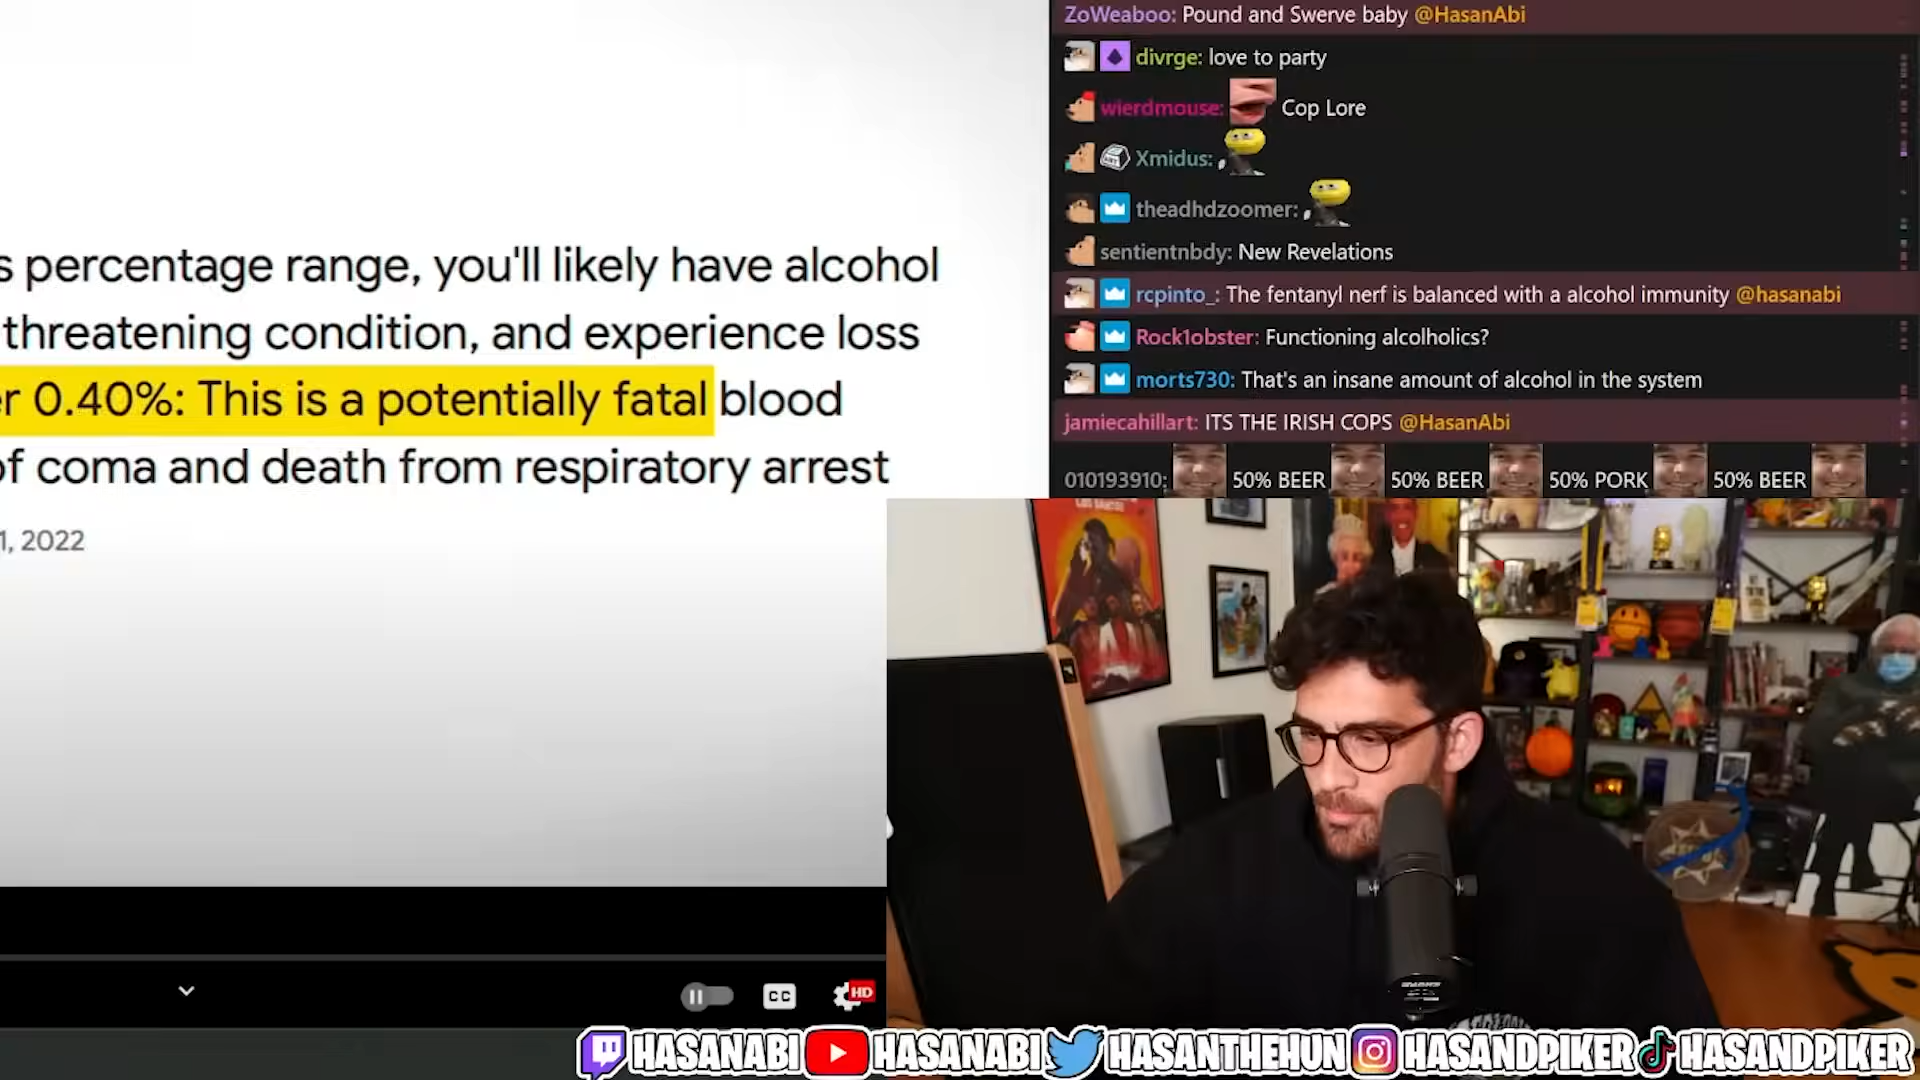 s percentage range, you'll likely have alcohol
threatening condition, and experience loss
r 0.40%: This is a potentially fatal blood
of coma and death from respiratory arrest
1, 2022
ZoWeaboo: Pound and Swerve baby @HasanAbi
divrge: love to party
wierdmouse: Cop Lore
Xmidus:
theadhdzoomer:
sentientnbdy: New Revelations
rcpinto_: The fentanyl nerf is balanced with a alcohol immunity @hasanabi
Rock1obster: Functioning alcolholics?
morts730: That's an insane amount of alcohol in the system
jamiecahillart: ITS THE IRISH COPS @HasanAbi
010193910: 50% BEER 50% BEER 50% PORK 50% BEER
CC
HD
HASANABI HASANABI HASANTHEHUN HASANDPIKER HASANDPIKER